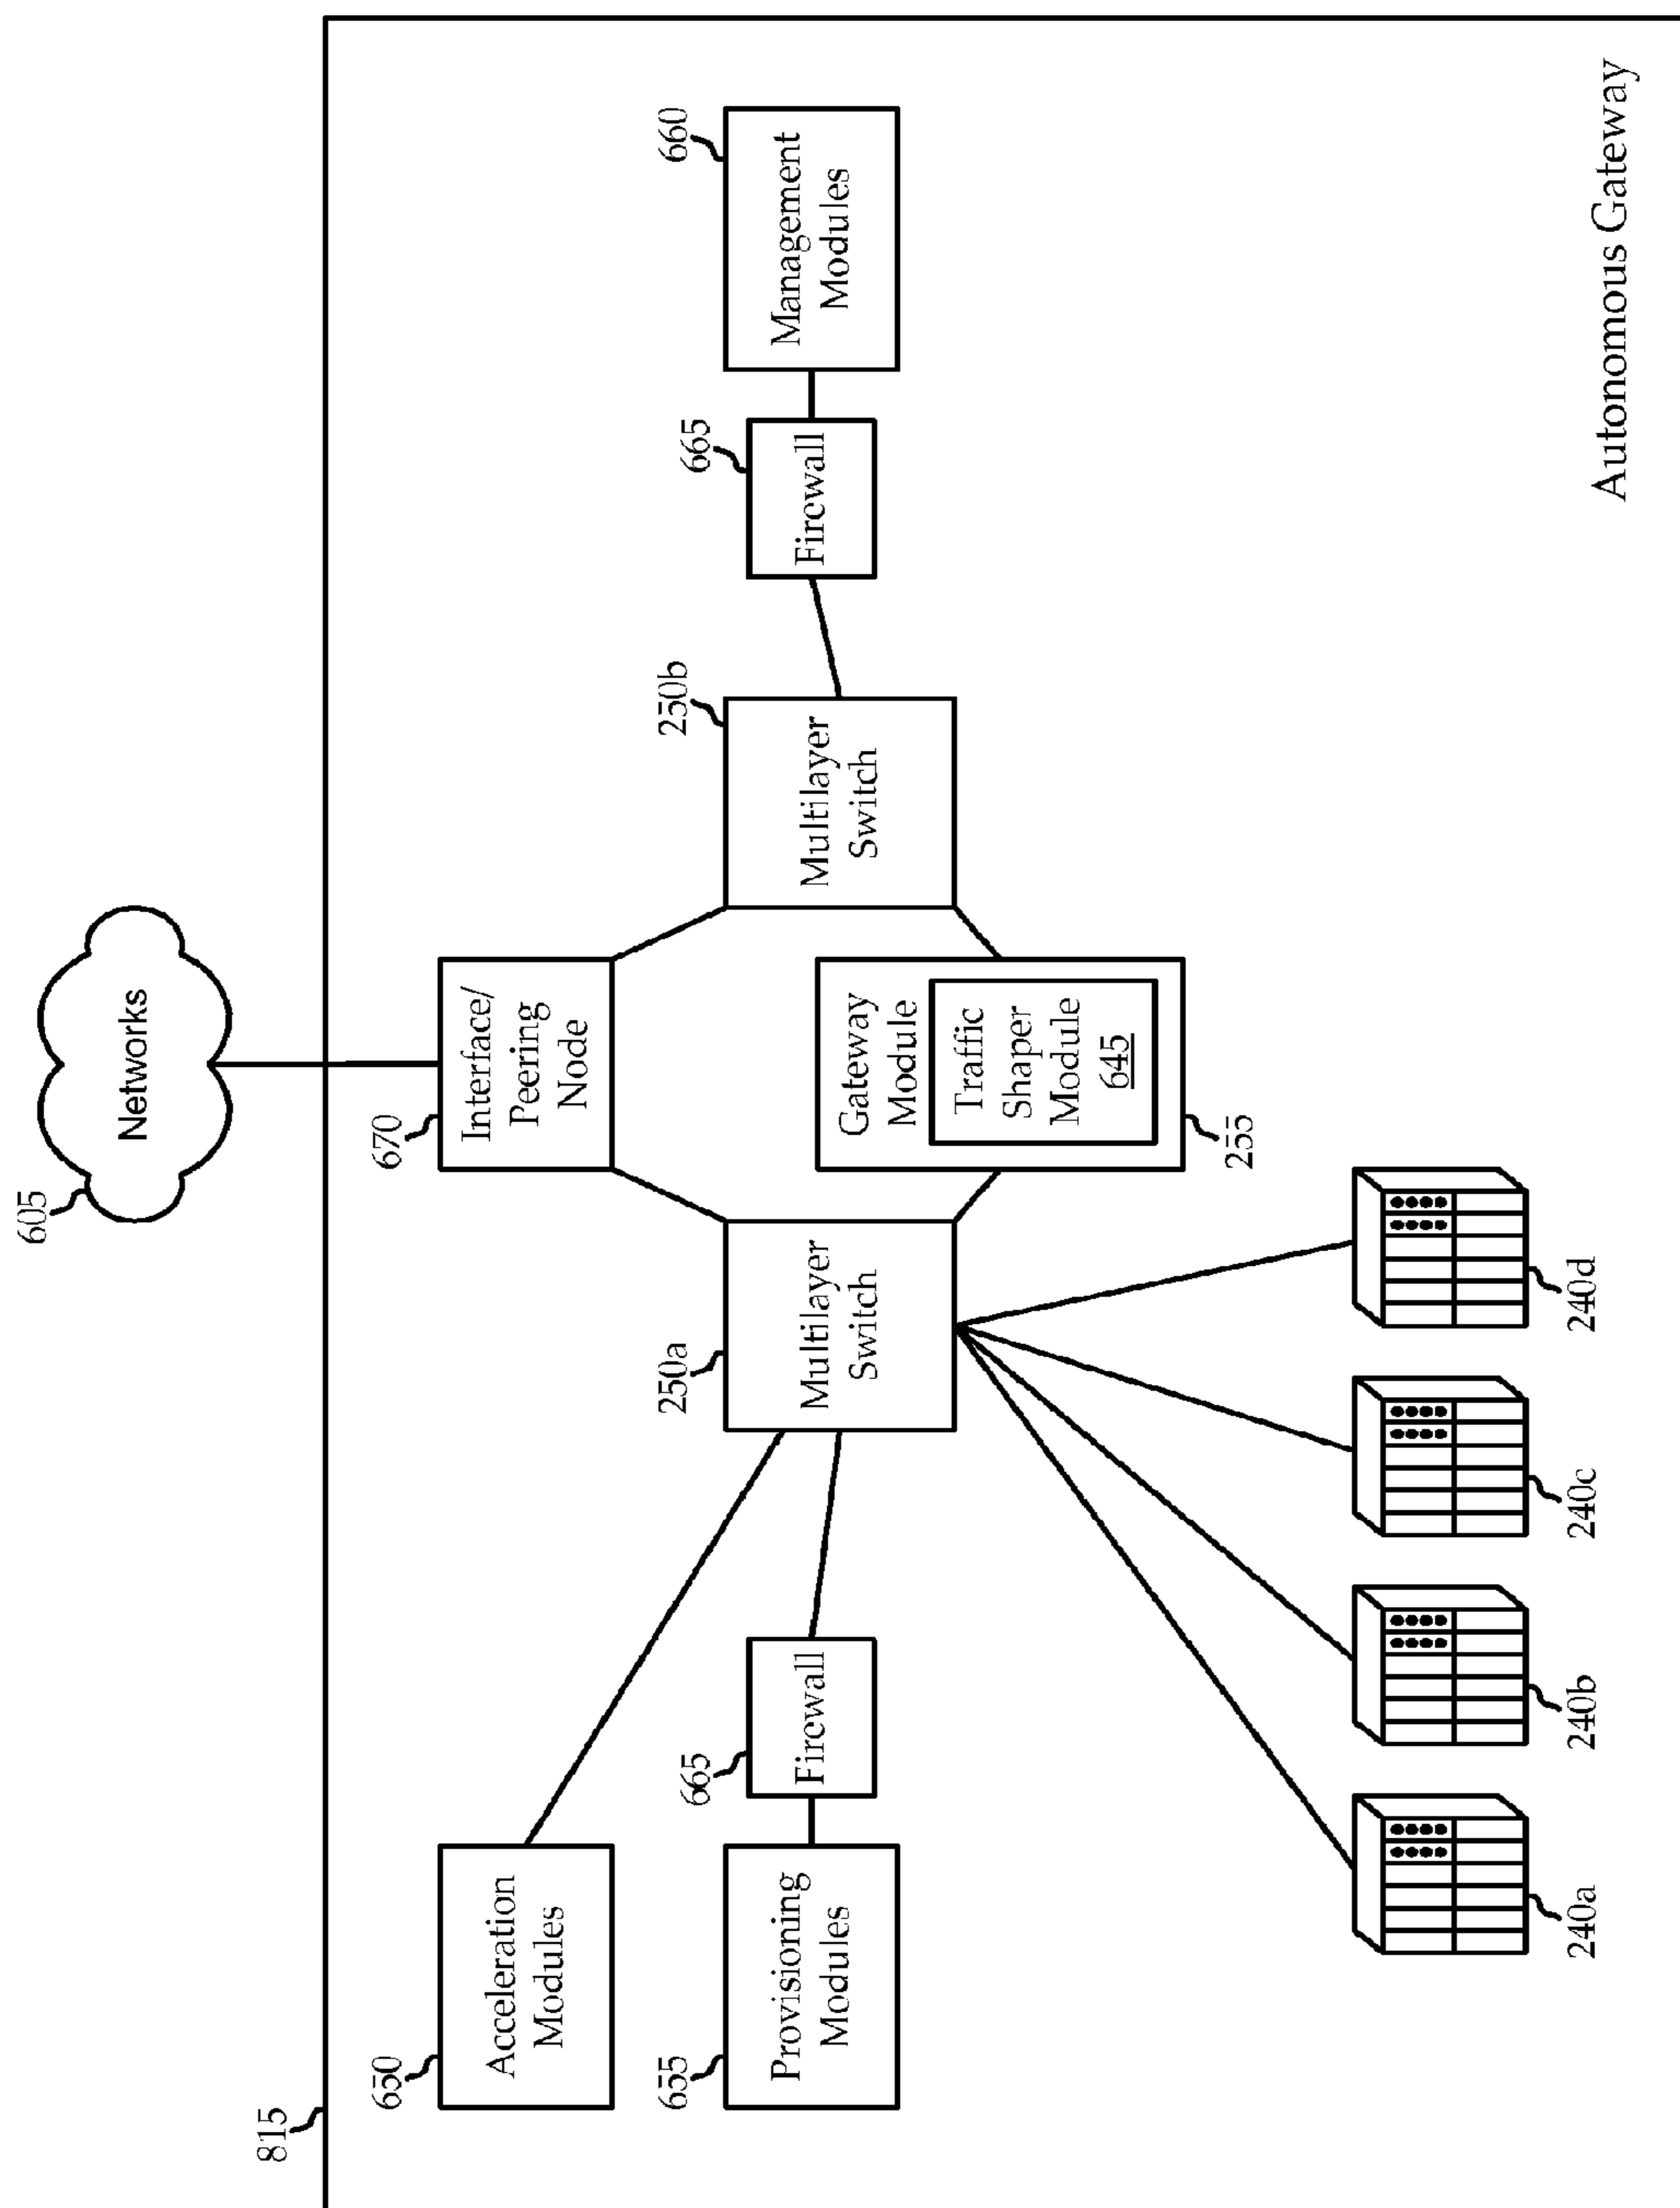 605
Networks
815
650
Acceleration
Modules
670
Interface/
Peering
Node
655
Provisioning
Modules
665
Firewall
250a
Multilayer
Switch
250b
Multilayer
Switch
665
Firewall
660
Management
Modules
Gateway
Module
Traffic
Shaper
Module
645
255
240a
240b
240c
240d
Autonomous Gateway